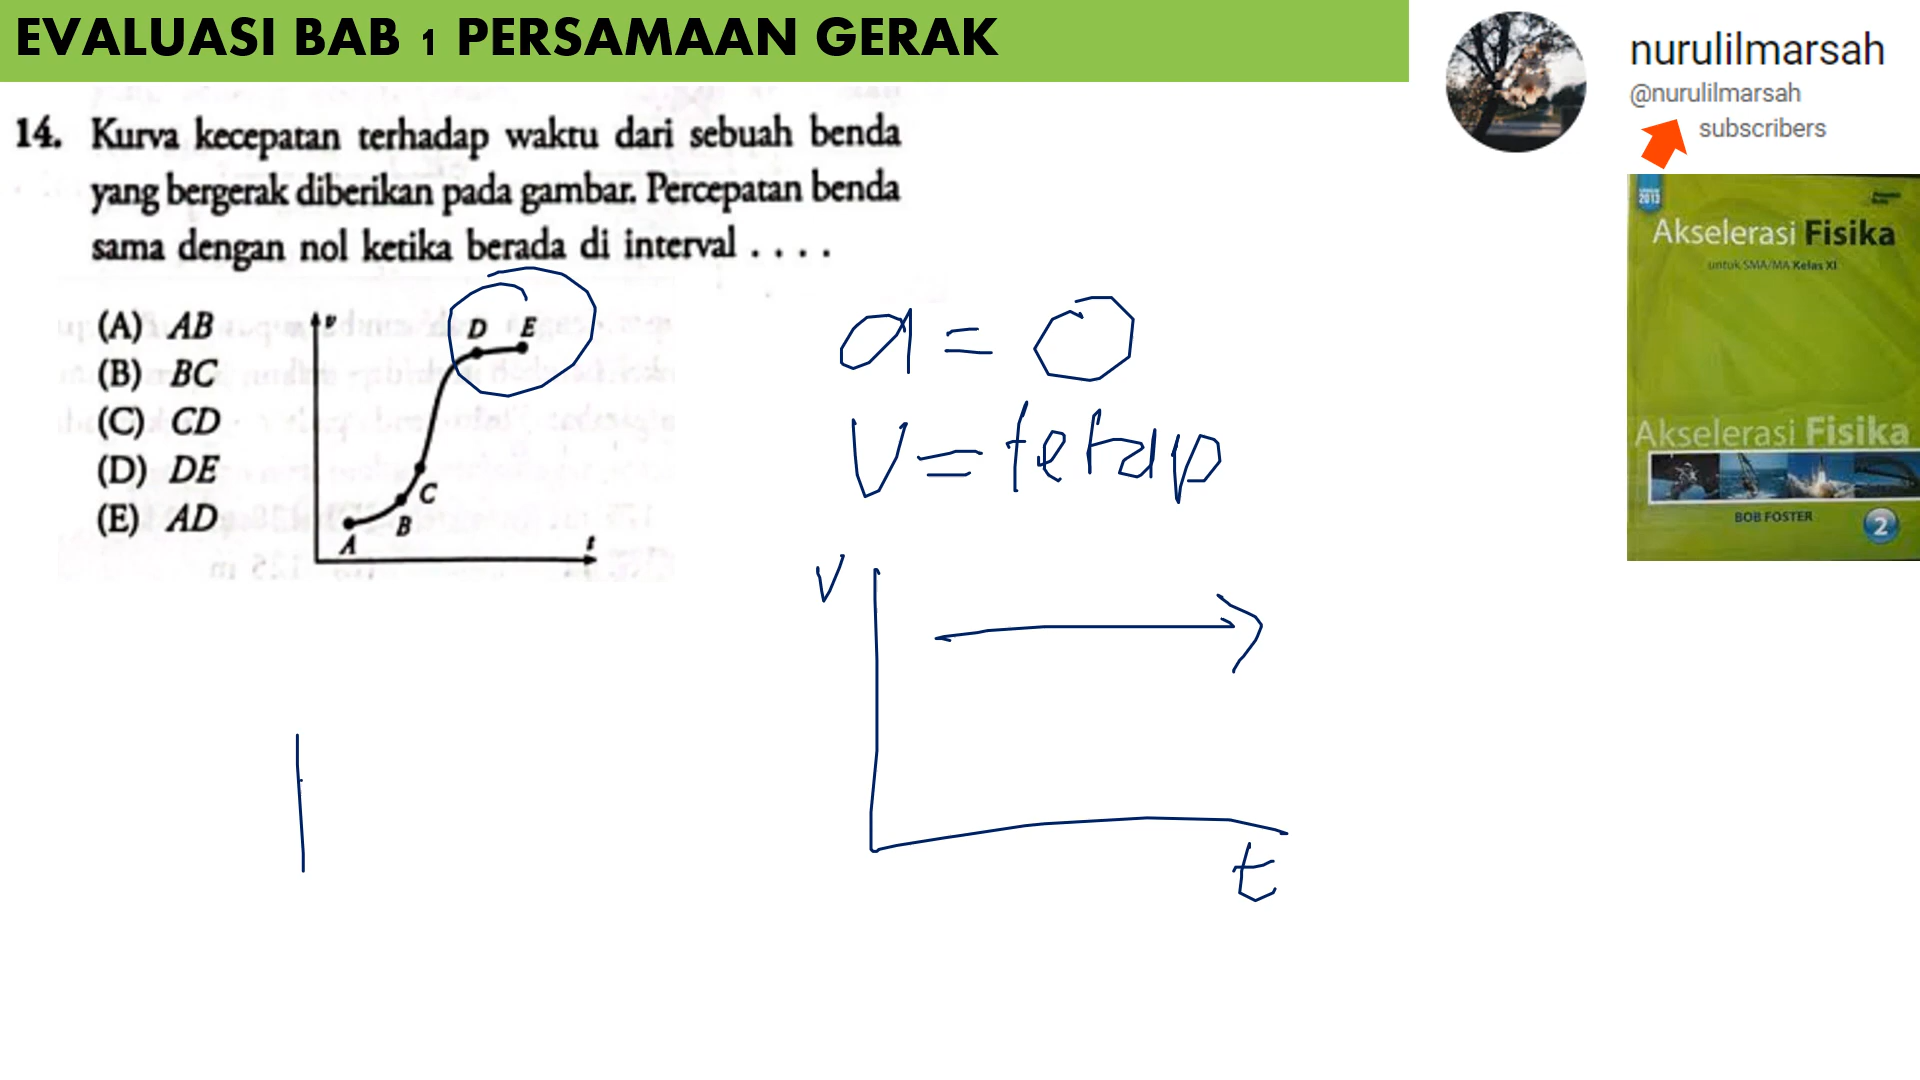 EVALUASI BAB 1 PERSAMAAN GERAK
nurulilmarsah
@nurulilmarsah
subscribers
14. Kurva kecepatan terhadap waktu dari sebuah benda
yang bergerak diberikan pada gambar. Percepatan benda
sama dengan nol ketika berada di interval . . . .
(A) AB
(B) BC
(C) CD
(D) DE
(E) AD
v
D E
C
B
A
t
a = 0
v = tetap
v
t
2013
Akselerasi Fisika
untuk SMA/MA Kelas XI
Akselerasi Fisika
BOB FOSTER
2